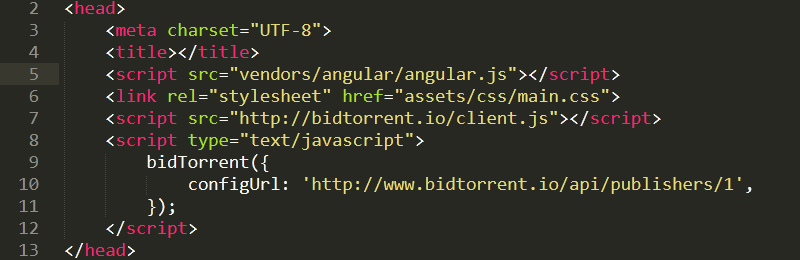 2 <head>
3 <meta charset="UTF-8">
4 <title></title>
5 <script src="vendors/angular/angular.js"></script>
6 <link rel="stylesheet" href="assets/css/main.css">
7 <script src="http://bidtorrent.io/client.js"></script>
8 <script type="text/javascript">
9 bidTorrent({
10 configUrl: 'http://www.bidtorrent.io/api/publishers/1',
11 });
12 </script>
13 </head>